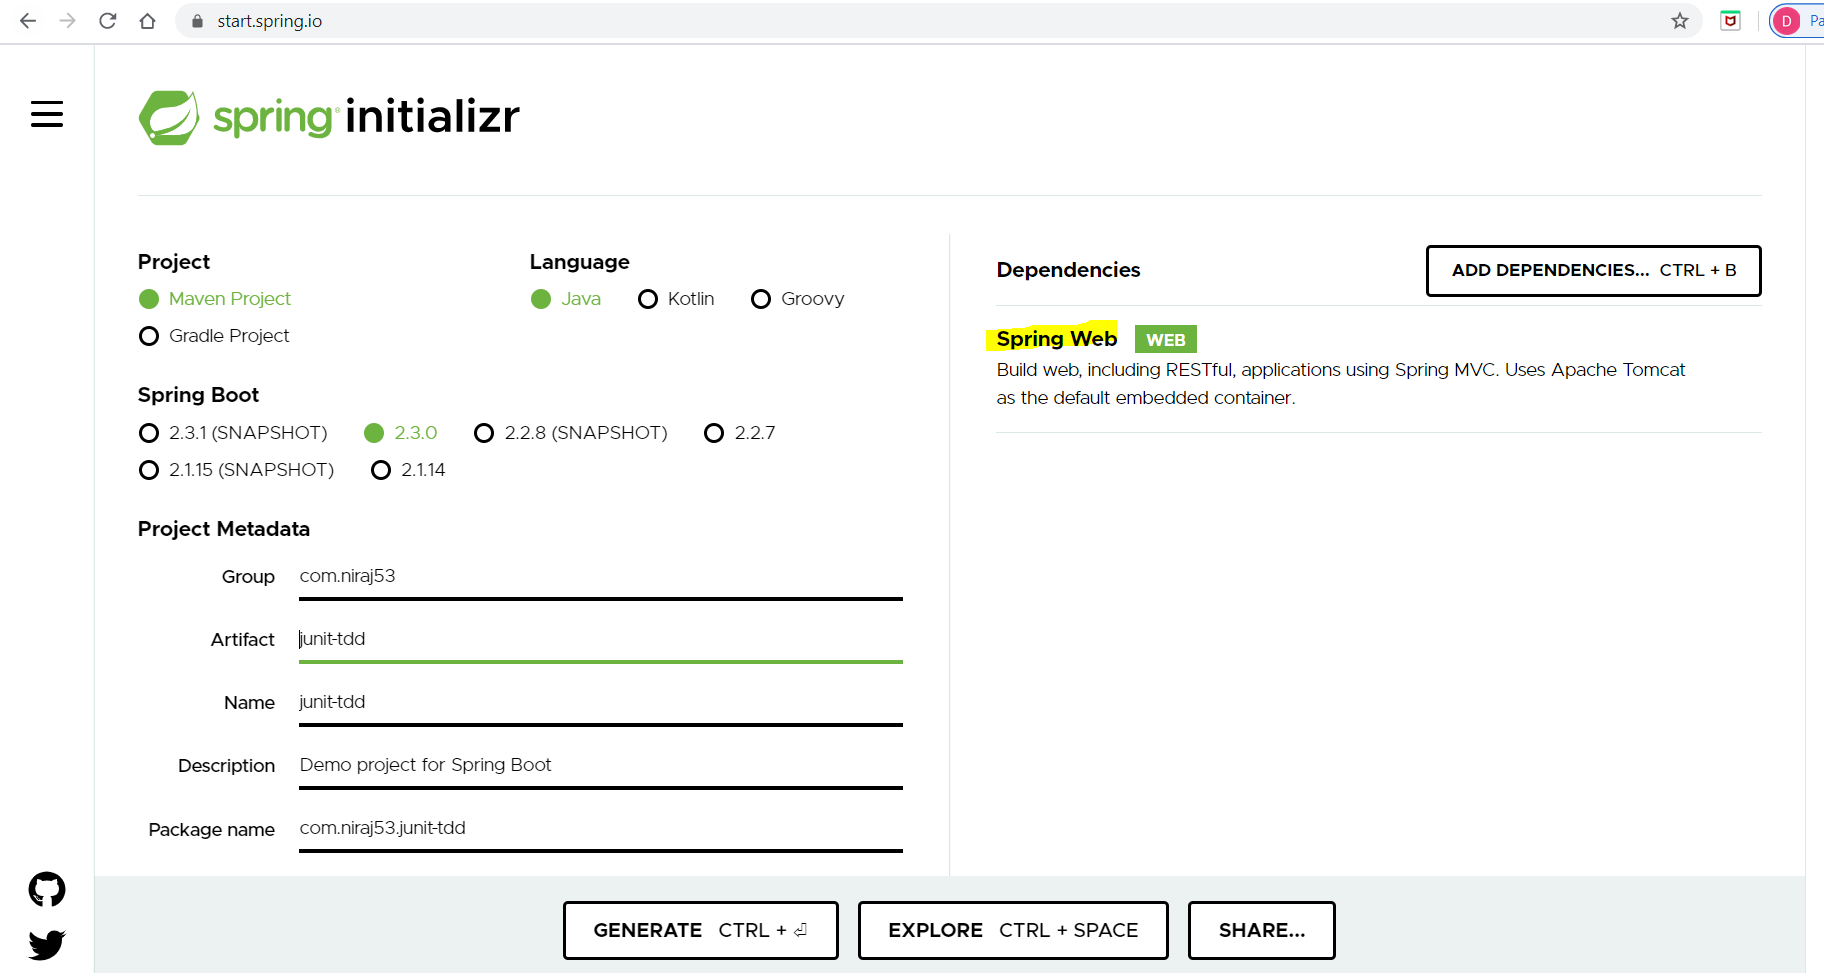 start.spring.io
D Pa
spring initializr
Project
Maven Project
Gradle Project
Language
Java Kotlin Groovy
Spring Boot
2.3.1 (SNAPSHOT) 2.3.0 2.2.8 (SNAPSHOT) 2.2.7
2.1.15 (SNAPSHOT) 2.1.14
Project Metadata
Group com.niraj53
Artifact junit-tdd
Name junit-tdd
Description Demo project for Spring Boot
Package name com.niraj53.junit-tdd
Dependencies
ADD DEPENDENCIES... CTRL + B
Spring Web WEB
Build web, including RESTful, applications using Spring MVC. Uses Apache Tomcat
as the default embedded container.
GENERATE CTRL + ⏎
EXPLORE CTRL + SPACE
SHARE...